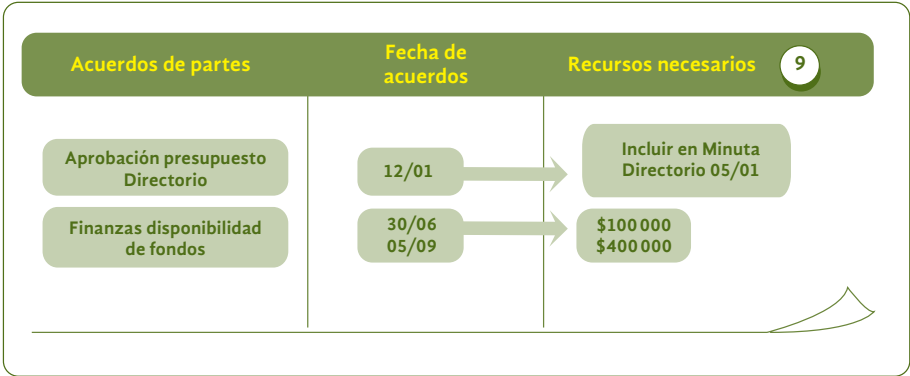 Acuerdos de partes
Fecha de
acuerdos
Recursos necesarios
9
Aprobación presupuesto
Directorio
12/01
Incluir en Minuta
Directorio 05/01
Finanzas disponibilidad
de fondos
30/06
05/09
$100 000
$400 000